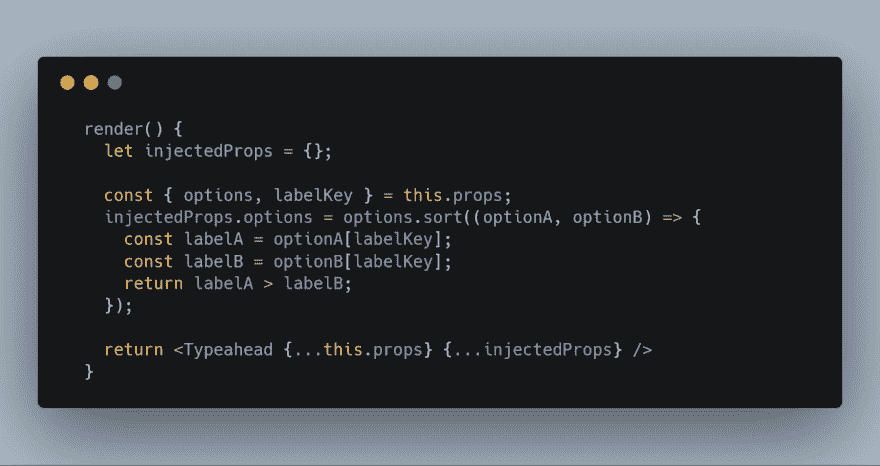 render() {
let injectedProps = {};
const { options, labelKey } = this.props;
injectedProps.options = options.sort((optionA, optionB) => {
const labelA = optionA[labelKey];
const labelB = optionB[labelKey];
return labelA > labelB;
});
return <Typeahead {...this.props} {...injectedProps} />
}